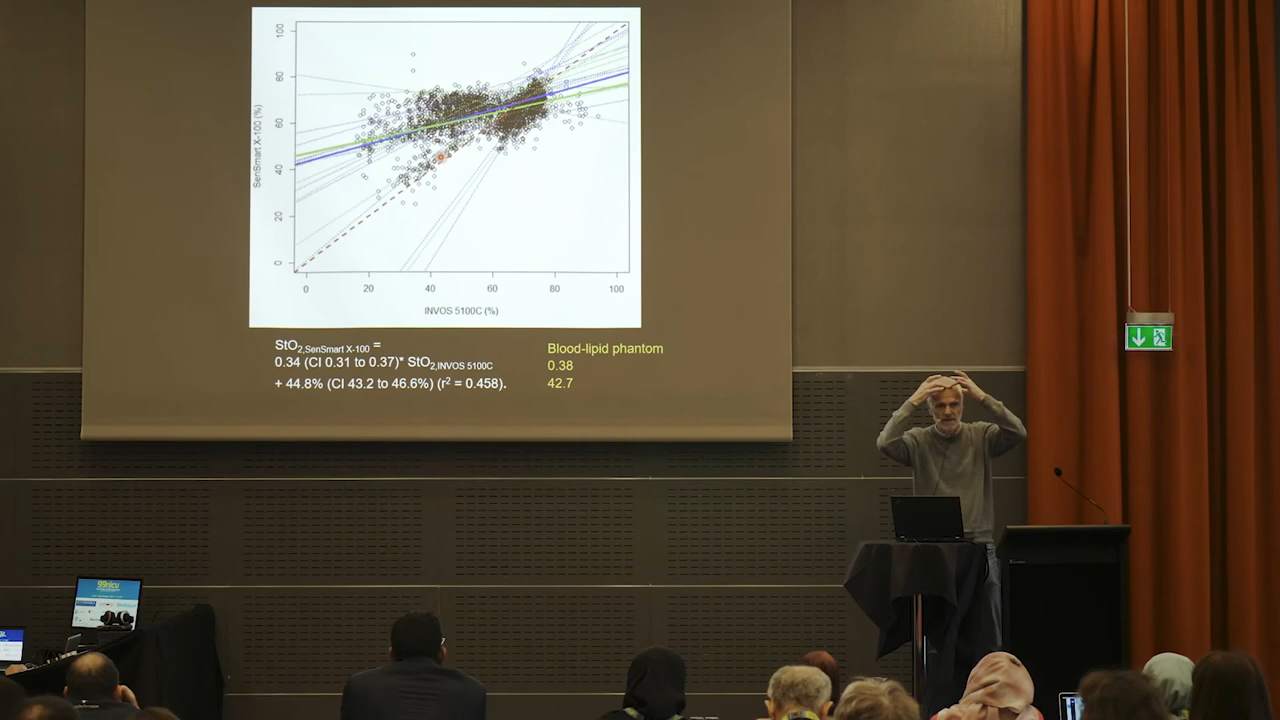 100
80
60
40
20
0
SenSmart X-100 (%)
0 20 40 60 80 100
INVOS 5100C (%)
StO2,SenSmart X-100 =
0.34 (CI 0.31 to 0.37)* StO2,INVOS 5100C
+ 44.8% (CI 43.2 to 46.6%) (r2 = 0.458).
Blood-lipid phantom
0.38
42.7
99nicu